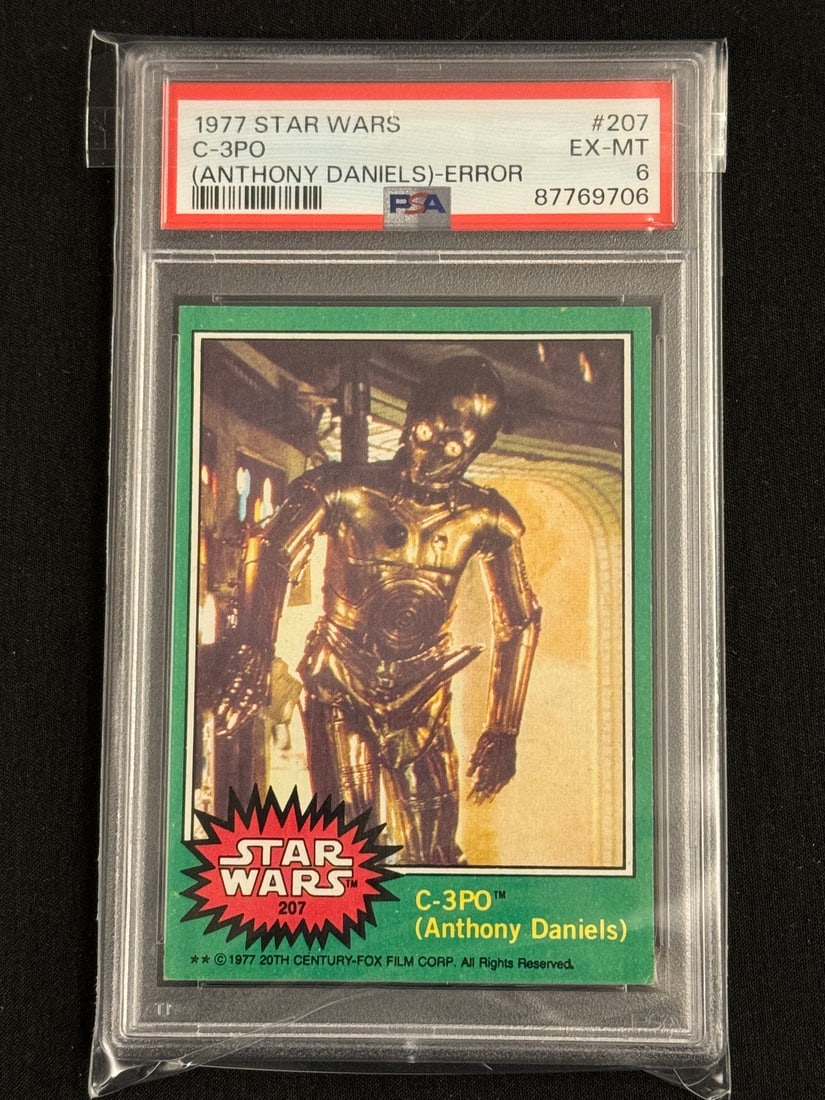 1977 STAR WARS #207
C-3PO EX-MT
(ANTHONY DANIELS)-ERROR 6
PSA 87769706
STAR
WARS™
207
C-3PO™
(Anthony Daniels)
★★ © 1977 20TH CENTURY-FOX FILM CORP. All Rights Reserved.